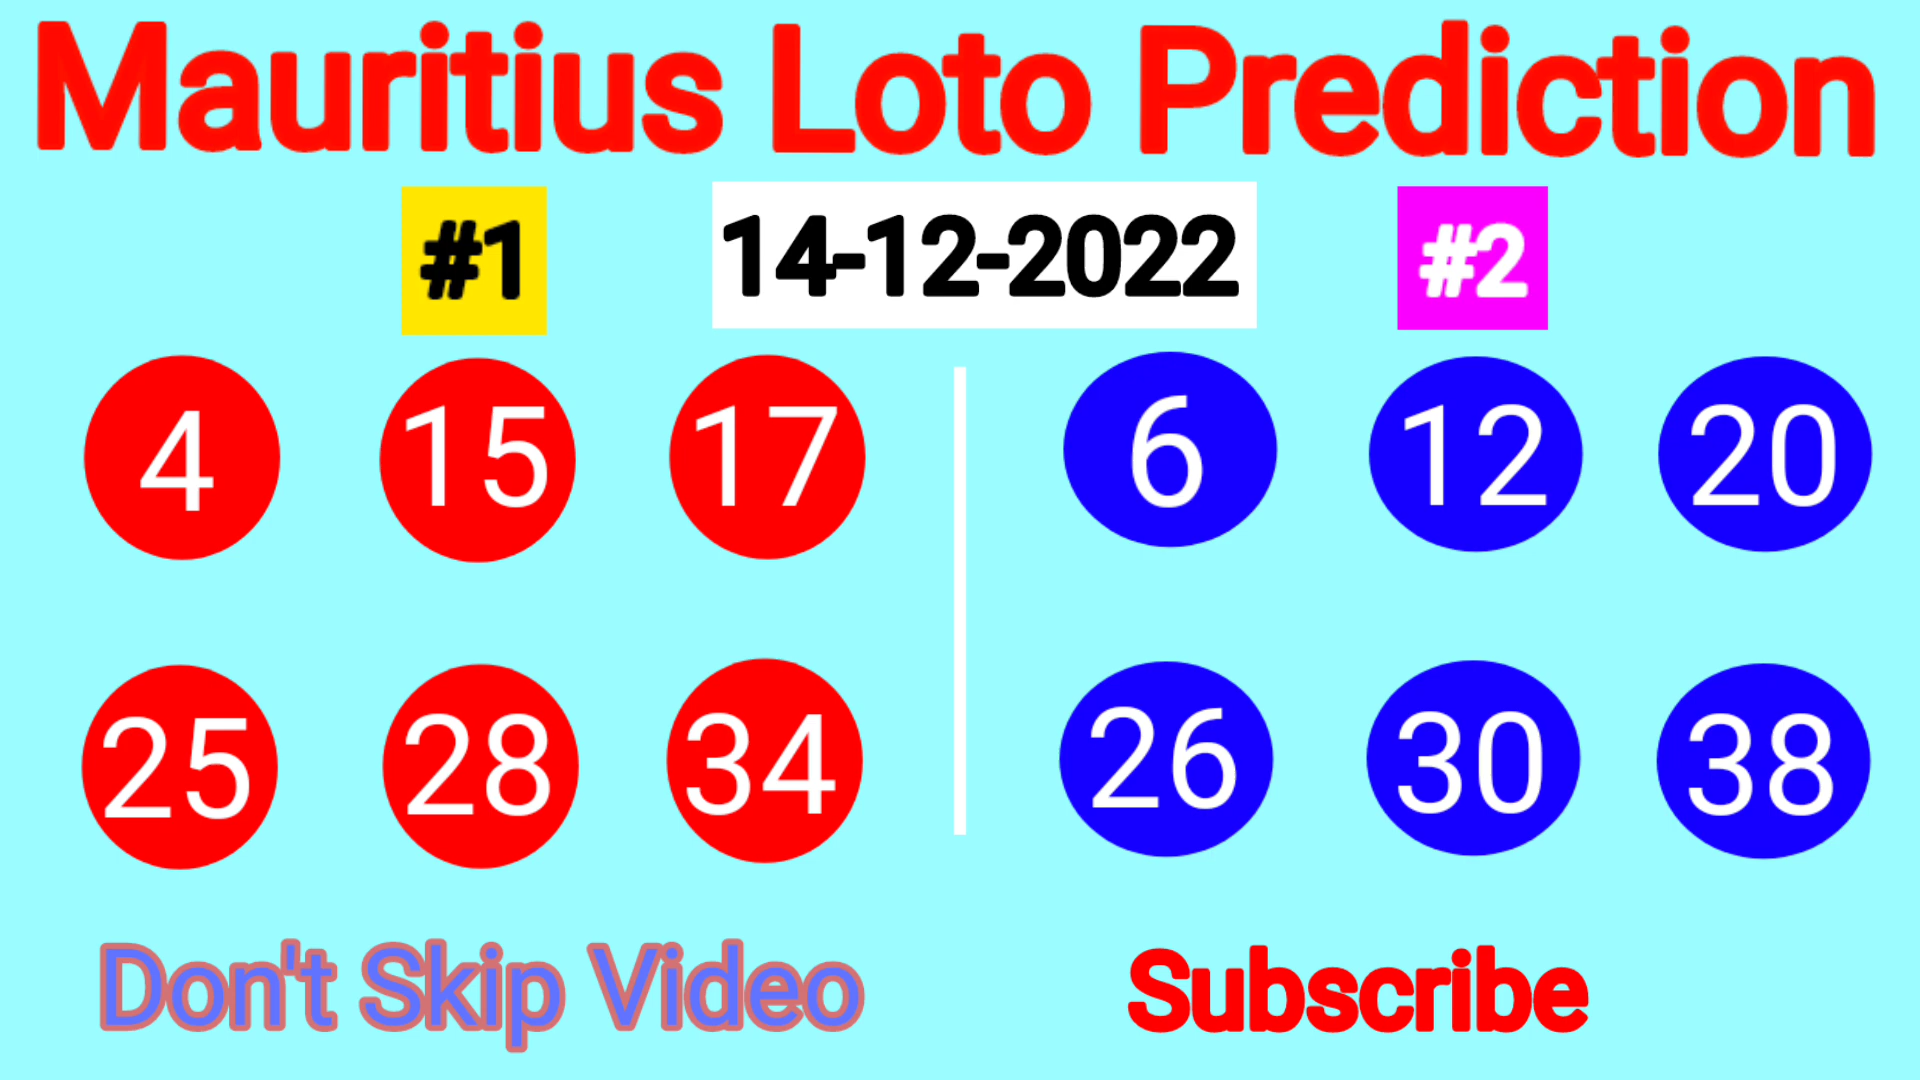 Mauritius Loto Prediction
#1 14-12-2022 #2
4 15 17 6 12 20
25 28 34 26 30 38
Don't Skip Video Subscribe